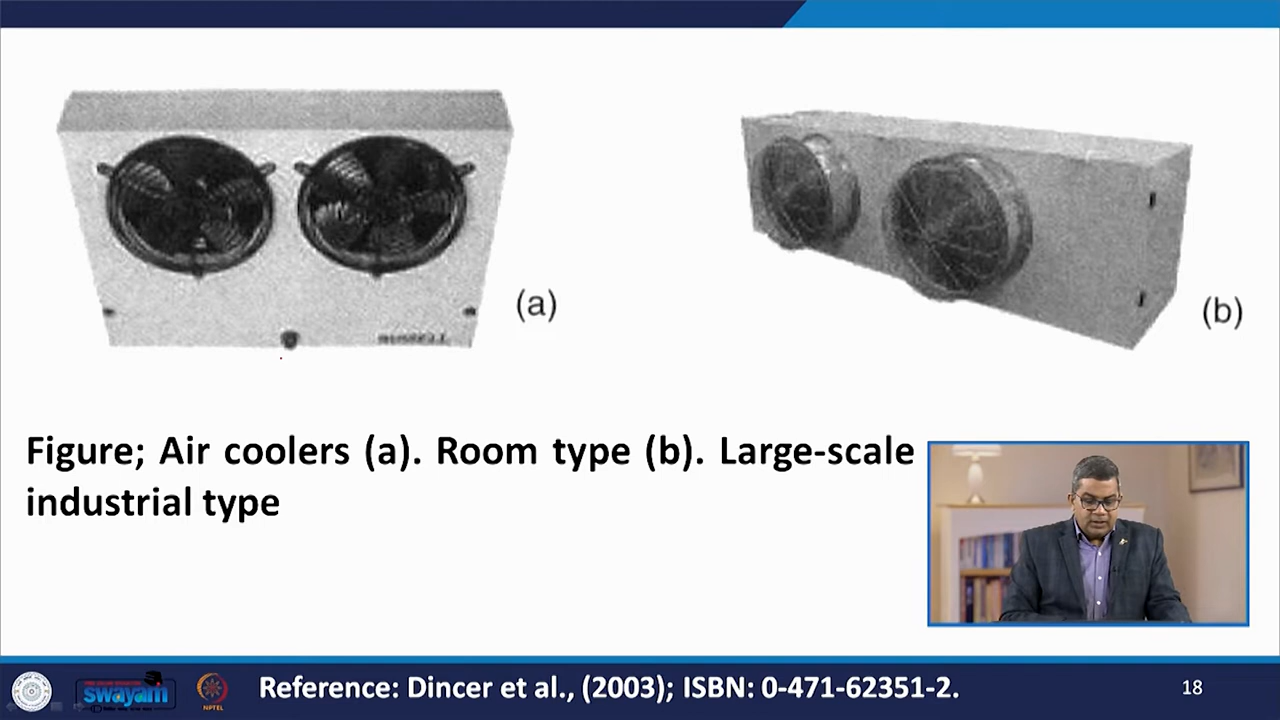 (a)
(b)
Figure; Air coolers (a). Room type (b). Large-scale
industrial type
swayam
NPTEL
Reference: Dincer et al., (2003); ISBN: 0-471-62351-2.
18